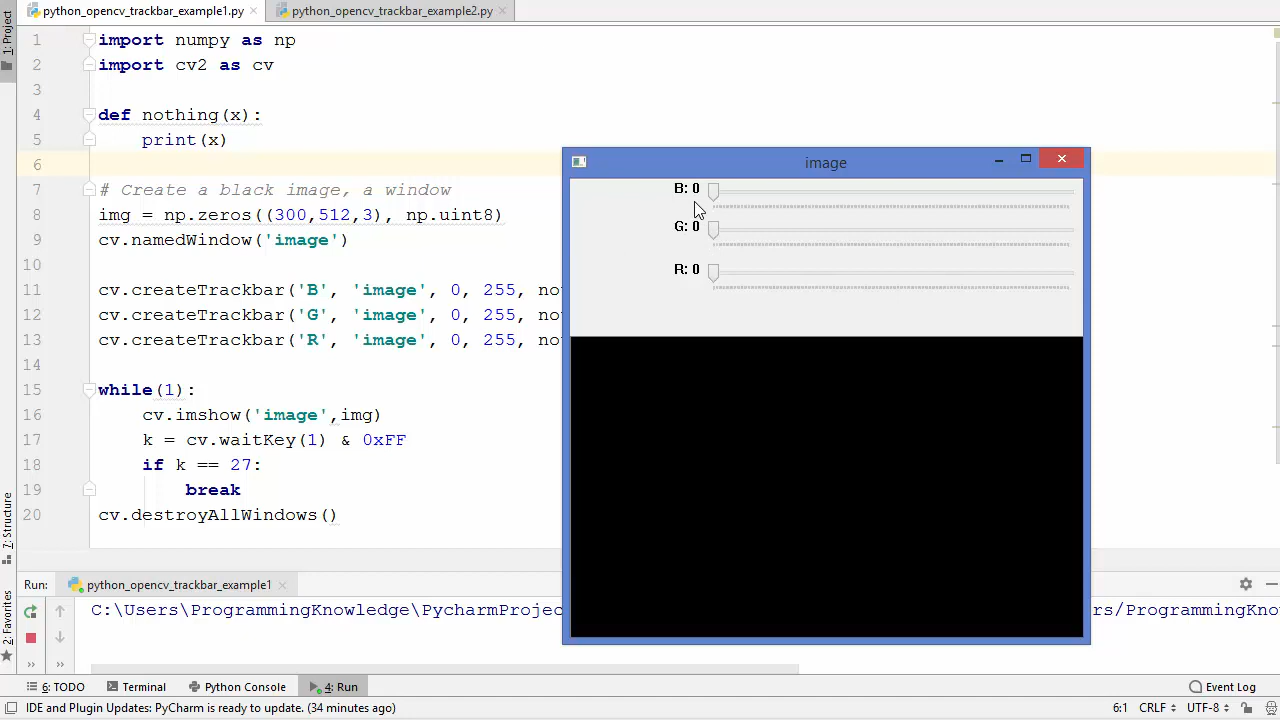 python_opencv_trackbar_example1.py
python_opencv_trackbar_example2.py
1: Project
1 import numpy as np
2 import cv2 as cv
3
4 def nothing(x):
5 print(x)
6
7 # Create a black image, a window
8 img = np.zeros((300,512,3), np.uint8)
9 cv.namedWindow('image')
10
11 cv.createTrackbar('B', 'image', 0, 255, no
12 cv.createTrackbar('G', 'image', 0, 255, no
13 cv.createTrackbar('R', 'image', 0, 255, no
14
15 while(1):
16 cv.imshow('image',img)
17 k = cv.waitKey(1) & 0xFF
18 if k == 27:
19 break
20 cv.destroyAllWindows()
image
B: 0
G: 0
R: 0
7: Structure
2: Favorites
Run: python_opencv_trackbar_example1
C:\Users\ProgrammingKnowledge\PycharmProjec
rs/ProgrammingKno
6: TODO Terminal Python Console 4: Run Event Log
IDE and Plugin Updates: PyCharm is ready to update. (34 minutes ago) 6:1 CRLF UTF-8